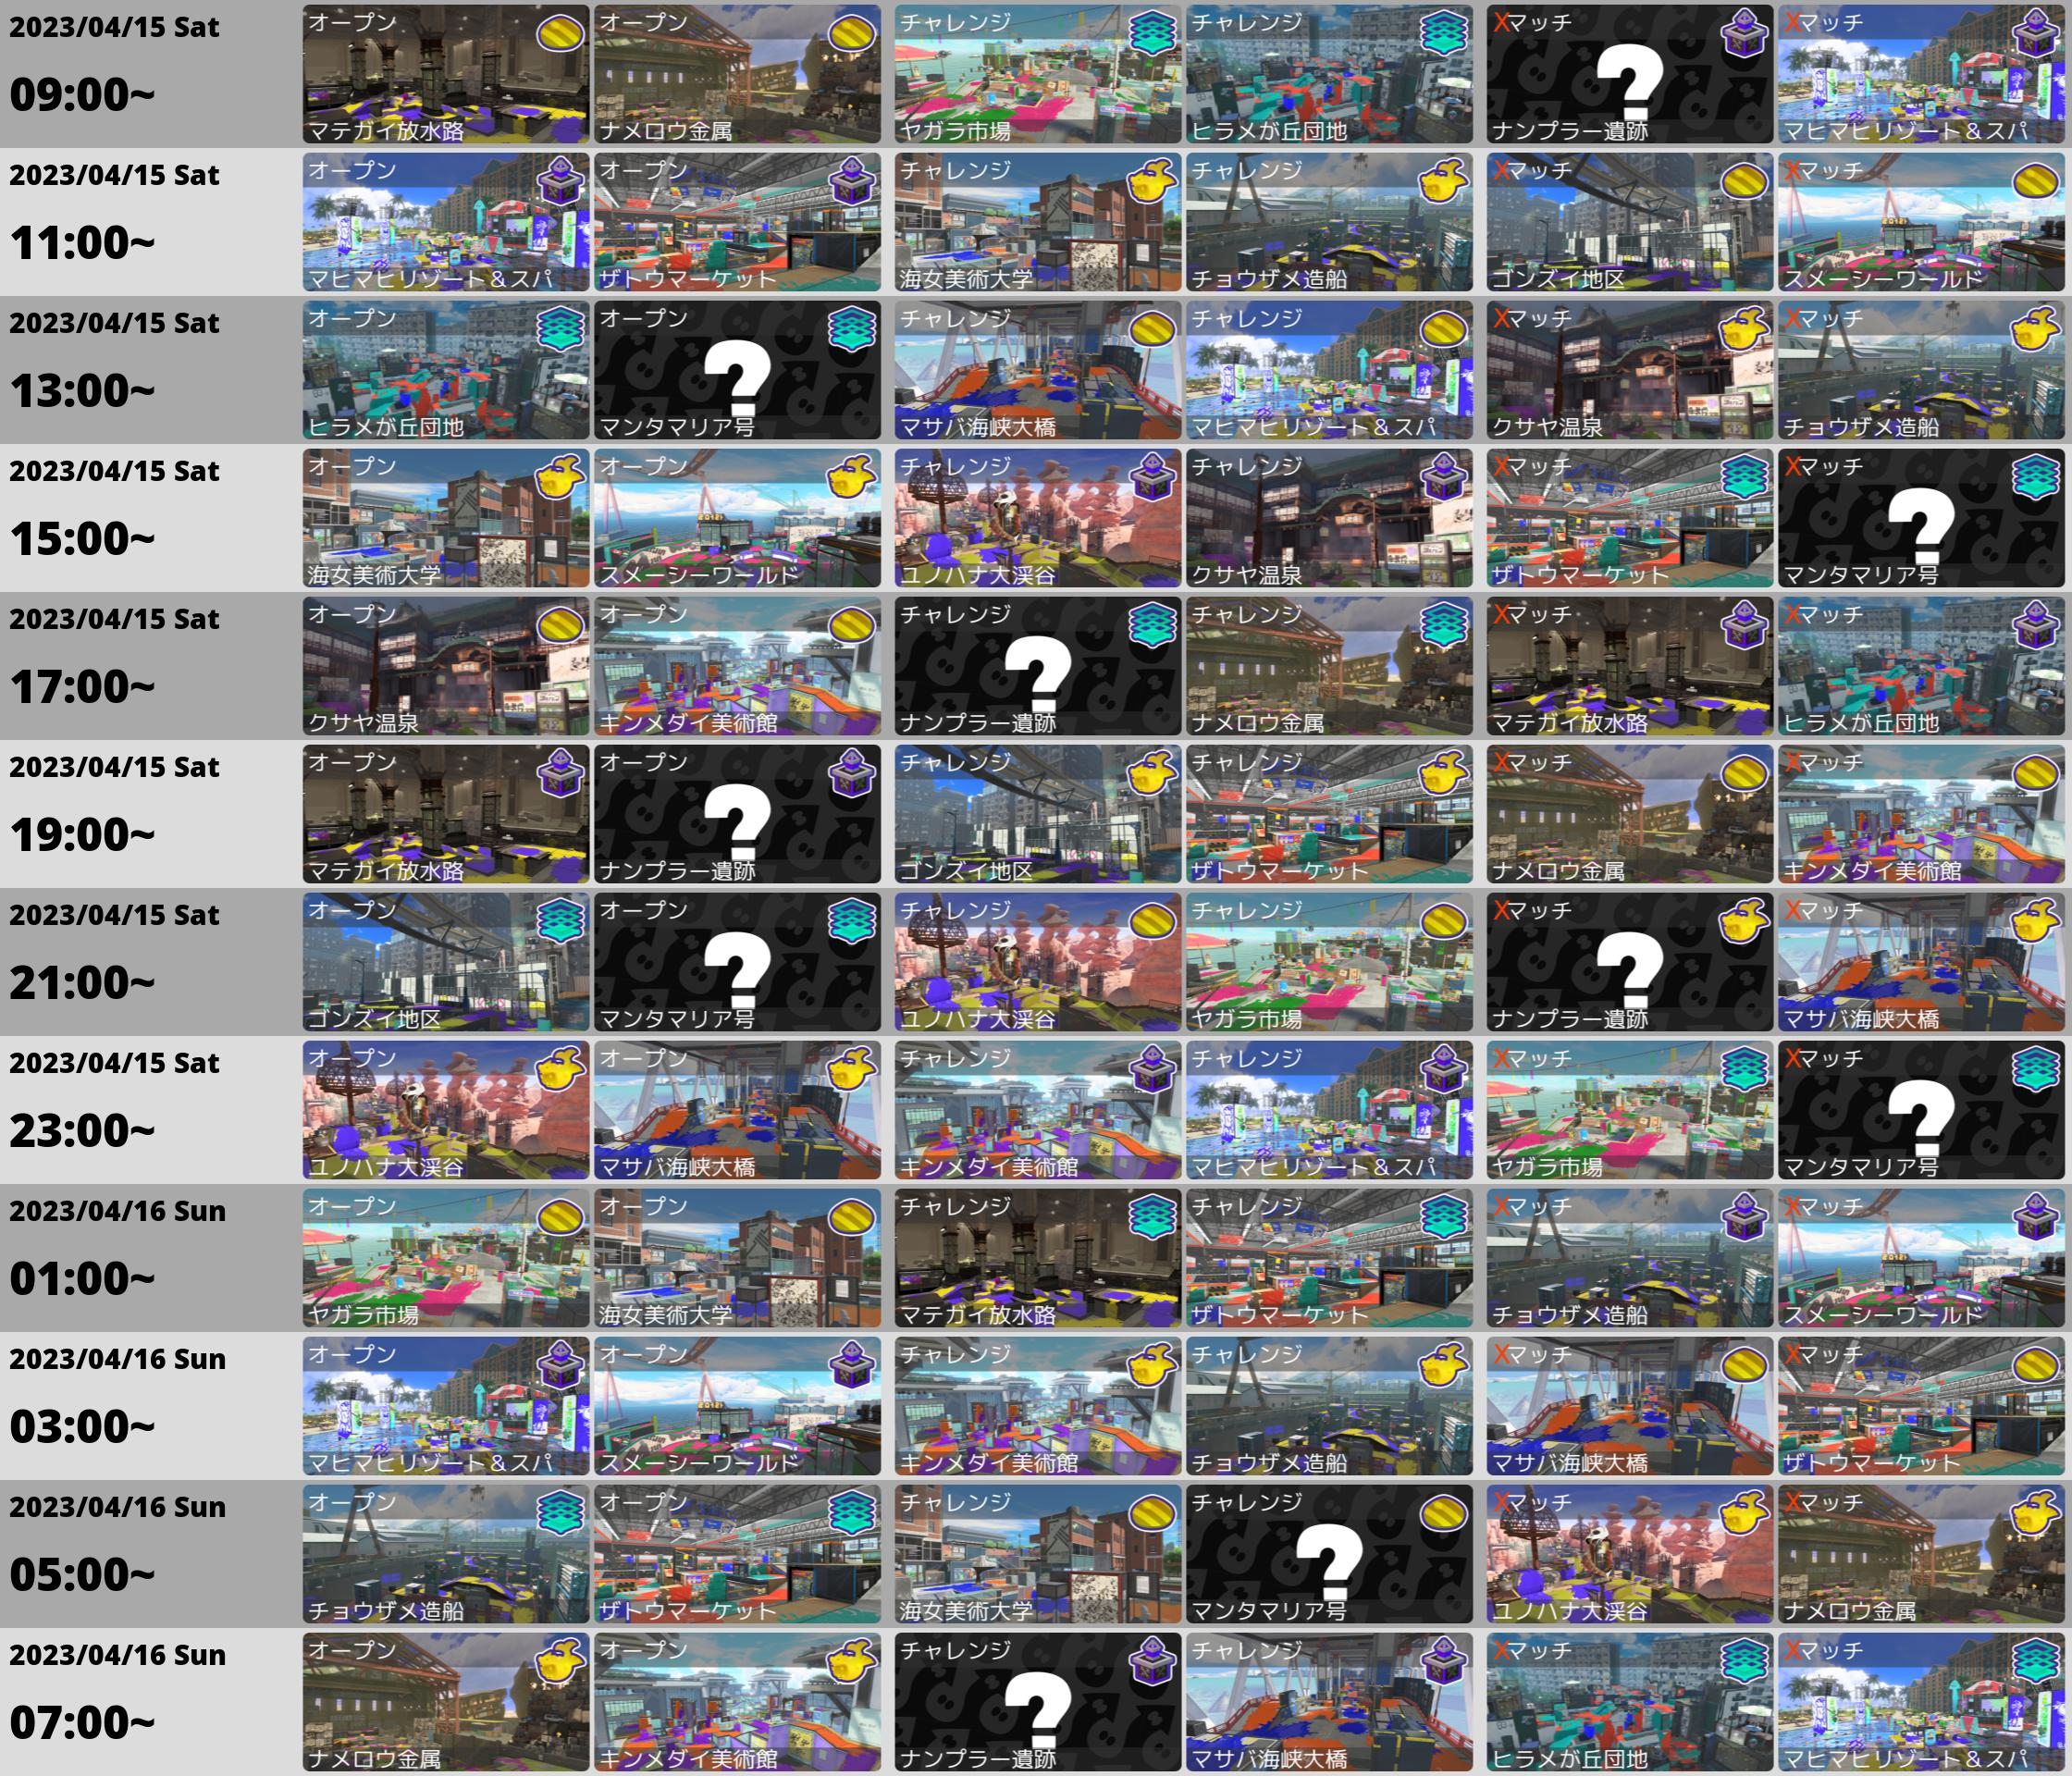 2023/04/15 Sat
09:00~
オープン
マテガイ放水路
オープン
ナメロウ金属
チャレンジ
ヤガラ市場
チャレンジ
ヒラメが丘団地
Xマッチ
?
ナンプラー遺跡
Xマッチ
マヒマヒリゾート＆スパ
2023/04/15 Sat
11:00~
オープン
マヒマヒリゾート＆スパ
オープン
ザトウマーケット
チャレンジ
海女美術大学
チャレンジ
チョウザメ造船
Xマッチ
ゴンズイ地区
Xマッチ
スメーシーワールド
2023/04/15 Sat
13:00~
オープン
ヒラメが丘団地
オープン
?
マンタマリア号
チャレンジ
マサバ海峡大橋
チャレンジ
マヒマヒリゾート＆スパ
Xマッチ
クサヤ温泉
Xマッチ
チョウザメ造船
2023/04/15 Sat
15:00~
オープン
海女美術大学
オープン
スメーシーワールド
チャレンジ
ユノハナ大渓谷
チャレンジ
クサヤ温泉
Xマッチ
ザトウマーケット
Xマッチ
?
マンタマリア号
2023/04/15 Sat
17:00~
オープン
クサヤ温泉
オープン
キンメダイ美術館
チャレンジ
?
ナンプラー遺跡
チャレンジ
ナメロウ金属
Xマッチ
マテガイ放水路
Xマッチ
ヒラメが丘団地
2023/04/15 Sat
19:00~
オープン
マテガイ放水路
オープン
?
ナンプラー遺跡
チャレンジ
ゴンズイ地区
チャレンジ
ザトウマーケット
Xマッチ
ナメロウ金属
Xマッチ
キンメダイ美術館
2023/04/15 Sat
21:00~
オープン
ゴンズイ地区
オープン
?
マンタマリア号
チャレンジ
ユノハナ大渓谷
チャレンジ
ヤガラ市場
Xマッチ
?
ナンプラー遺跡
Xマッチ
マサバ海峡大橋
2023/04/15 Sat
23:00~
オープン
ユノハナ大渓谷
オープン
マサバ海峡大橋
チャレンジ
キンメダイ美術館
チャレンジ
マヒマヒリゾート＆スパ
Xマッチ
ヤガラ市場
Xマッチ
?
マンタマリア号
2023/04/16 Sun
01:00~
オープン
ヤガラ市場
オープン
海女美術大学
チャレンジ
マテガイ放水路
チャレンジ
ザトウマーケット
Xマッチ
チョウザメ造船
Xマッチ
スメーシーワールド
2023/04/16 Sun
03:00~
オープン
マヒマヒリゾート＆スパ
オープン
スメーシーワールド
チャレンジ
キンメダイ美術館
チャレンジ
チョウザメ造船
Xマッチ
マサバ海峡大橋
Xマッチ
ザトウマーケット
2023/04/16 Sun
05:00~
オープン
チョウザメ造船
オープン
ザトウマーケット
チャレンジ
海女美術大学
チャレンジ
?
マンタマリア号
Xマッチ
ユノハナ大渓谷
Xマッチ
ナメロウ金属
2023/04/16 Sun
07:00~
オープン
ナメロウ金属
オープン
キンメダイ美術館
チャレンジ
?
ナンプラー遺跡
チャレンジ
マサバ海峡大橋
Xマッチ
ヒラメが丘団地
Xマッチ
マヒマヒリゾート＆スパ